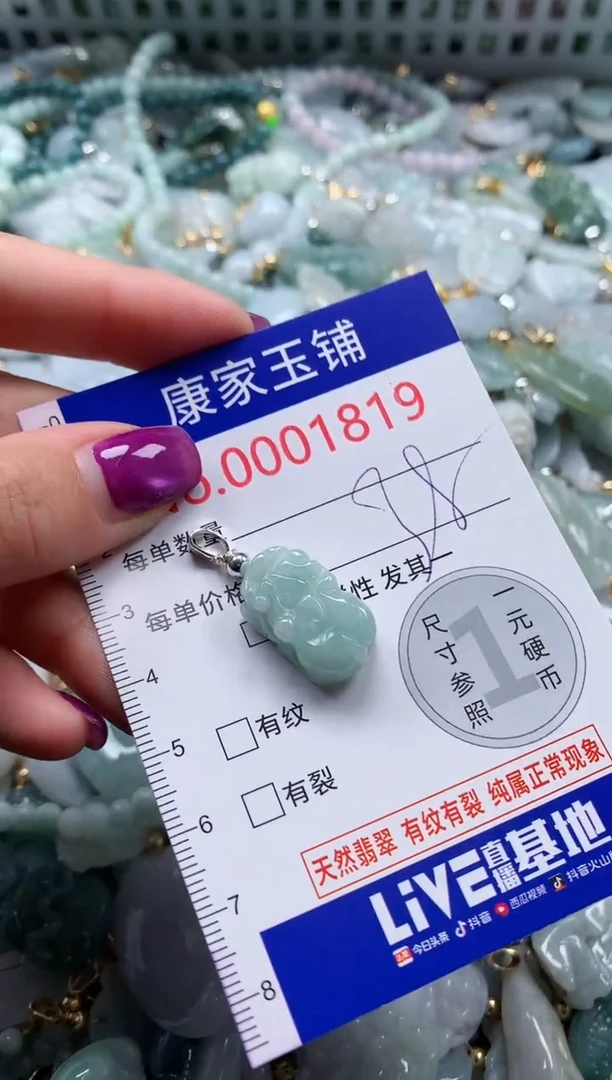 康家玉铺
.0001819
每单数量
每单价格
性 发其一
有纹
有裂
尺寸参照
1
一元硬币
天然翡翠 有纹有裂 纯属正常现象
LiVE直播基地
今日头条 抖音 西瓜视频 抖音火山
3
4
5
6
7
8